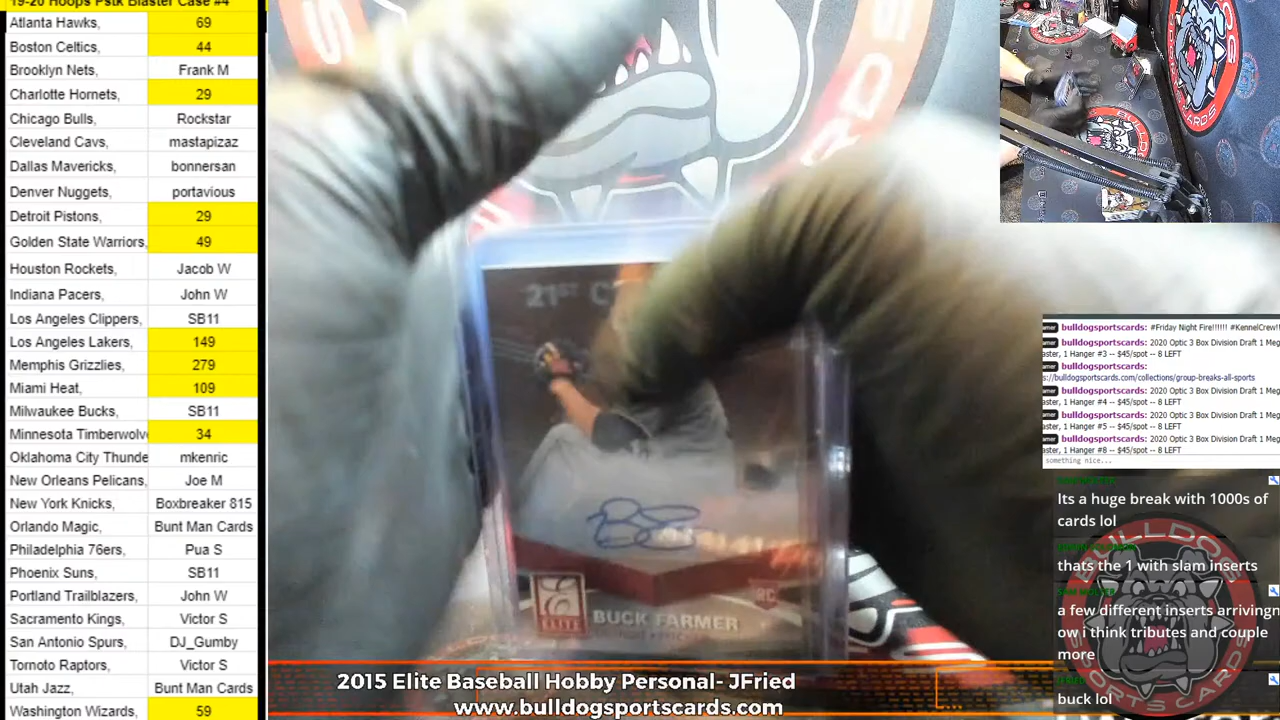 19-20 Hoops Pstk Blaster Case #4
Atlanta Hawks, 69
Boston Celtics, 44
Brooklyn Nets, Frank M
Charlotte Hornets, 29
Chicago Bulls, Rockstar
Cleveland Cavs, mastapizaz
Dallas Mavericks, bonnersan
Denver Nuggets, portavious
Detroit Pistons, 29
Golden State Warriors, 49
Houston Rockets, Jacob W
Indiana Pacers, John W
Los Angeles Clippers, SB11
Los Angeles Lakers, 149
Memphis Grizzlies, 279
Miami Heat, 109
Milwaukee Bucks, SB11
Minnesota Timberwolv 34
Oklahoma City Thunde mkenric
New Orleans Pelicans, Joe M
New York Knicks, Boxbreaker 815
Orlando Magic, Bunt Man Cards
Philadelphia 76ers, Pua S
Phoenix Suns, SB11
Portland Trailblazers, John W
Sacramento Kings, Victor S
San Antonio Spurs, DJ_Gumby
Tornoto Raptors, Victor S
Utah Jazz, Bunt Man Cards
Washington Wizards, 59
21ST C
ELITE
BUCK FARMER
RC
2015 Elite Baseball Hobby Personal- JFried
www.bulldogsportscards.com
bulldogsportscards: #Friday Night Fire!!!!!! #KennelCrew!!
bulldogsportscards: 2020 Optic 3 Box Division Draft 1 Meg
aster, 1 Hanger #3 -- $45/spot -- 8 LEFT
bulldogsportscards:
s://bulldogsportscards.com/collections/group-breaks-all-sports
bulldogsportscards: 2020 Optic 3 Box Division Draft 1 Meg
aster, 1 Hanger #4 -- $45/spot -- 8 LEFT
bulldogsportscards: 2020 Optic 3 Box Division Draft 1 Meg
aster, 1 Hanger #5 -- $45/spot -- 8 LEFT
bulldogsportscards: 2020 Optic 3 Box Division Draft 1 Meg
aster, 1 Hanger #8 -- $45/spot -- 8 LEFT
something nice...
Its a huge break with 1000s of
cards lol
thats the 1 with slam inserts
a few different inserts arrivingn
ow i think tributes and couple
more
buck lol
BULLDOG
SPORTS CARDS